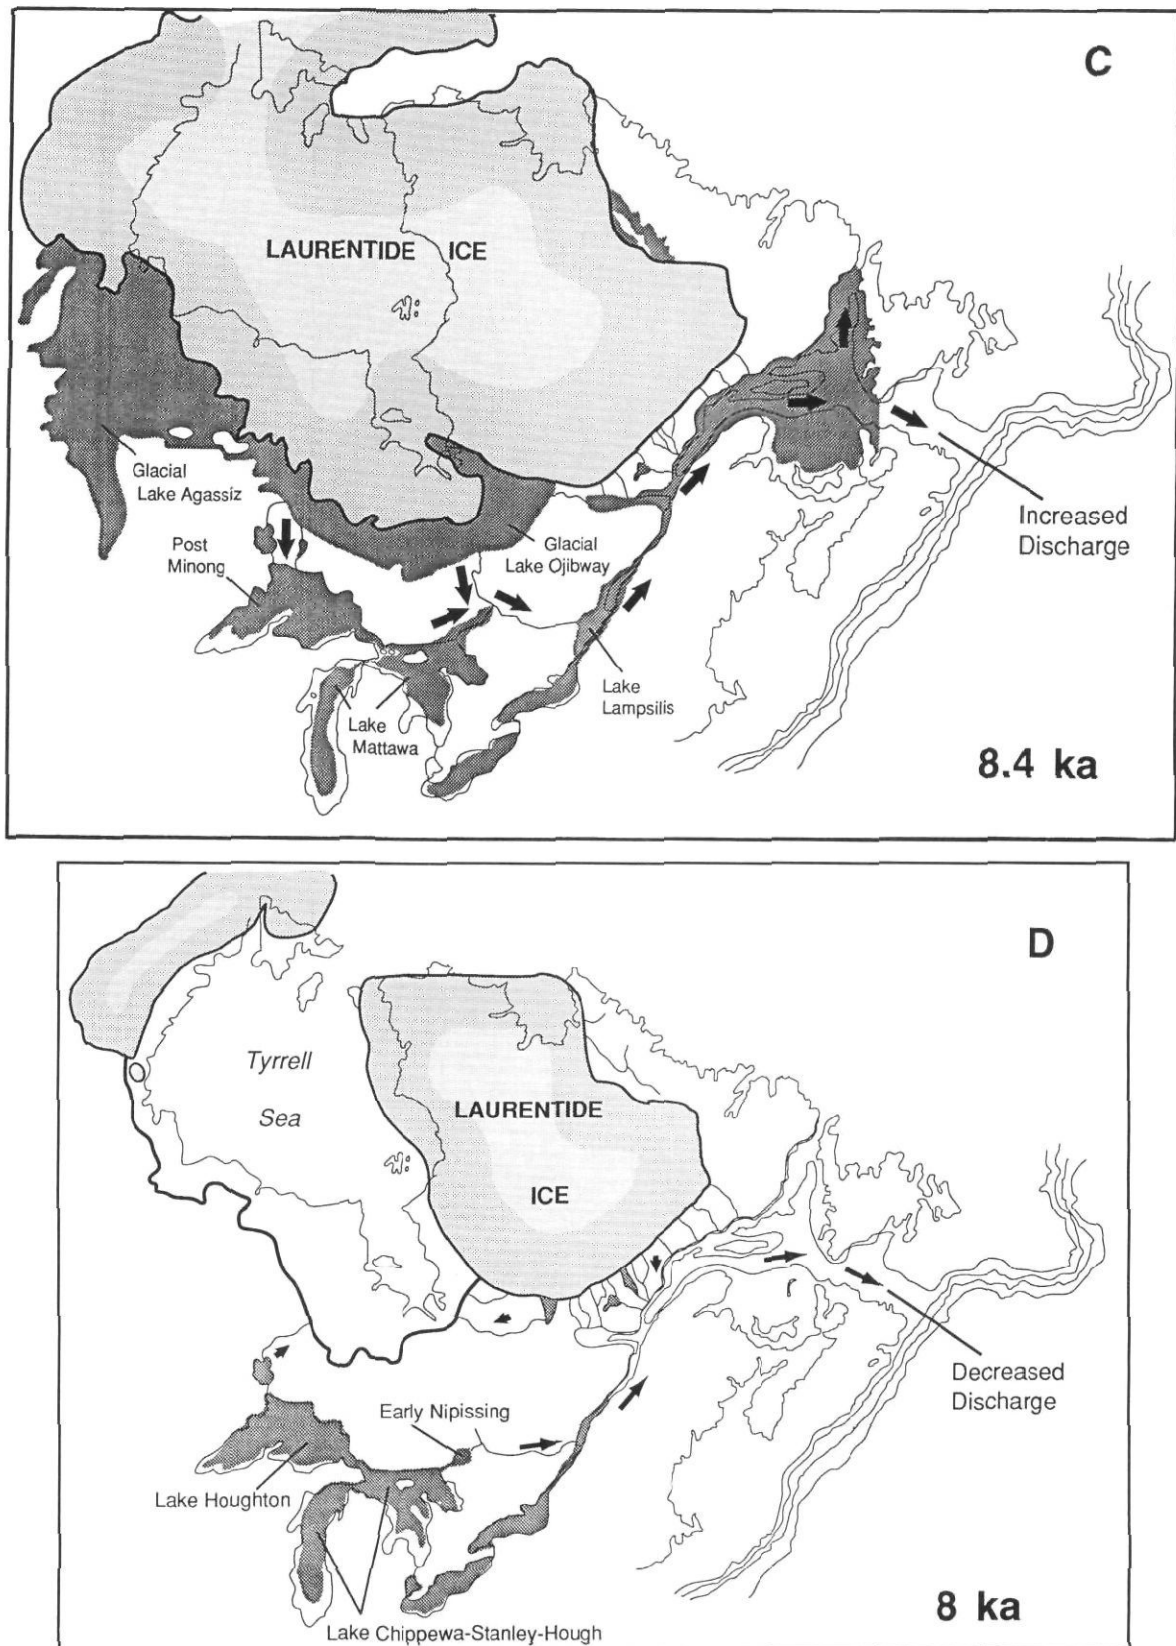 C
LAURENTIDE ICE
Glacial
Lake Agassiz
Post
Minong
Glacial
Lake Ojibway
Increased
Discharge
Lake
Mattawa
Lake
Lampsilis
8.4 ka
D
Tyrrell
Sea
LAURENTIDE
ICE
Decreased
Discharge
Early Nipissing
Lake Houghton
Lake Chippewa-Stanley-Hough
8 ka